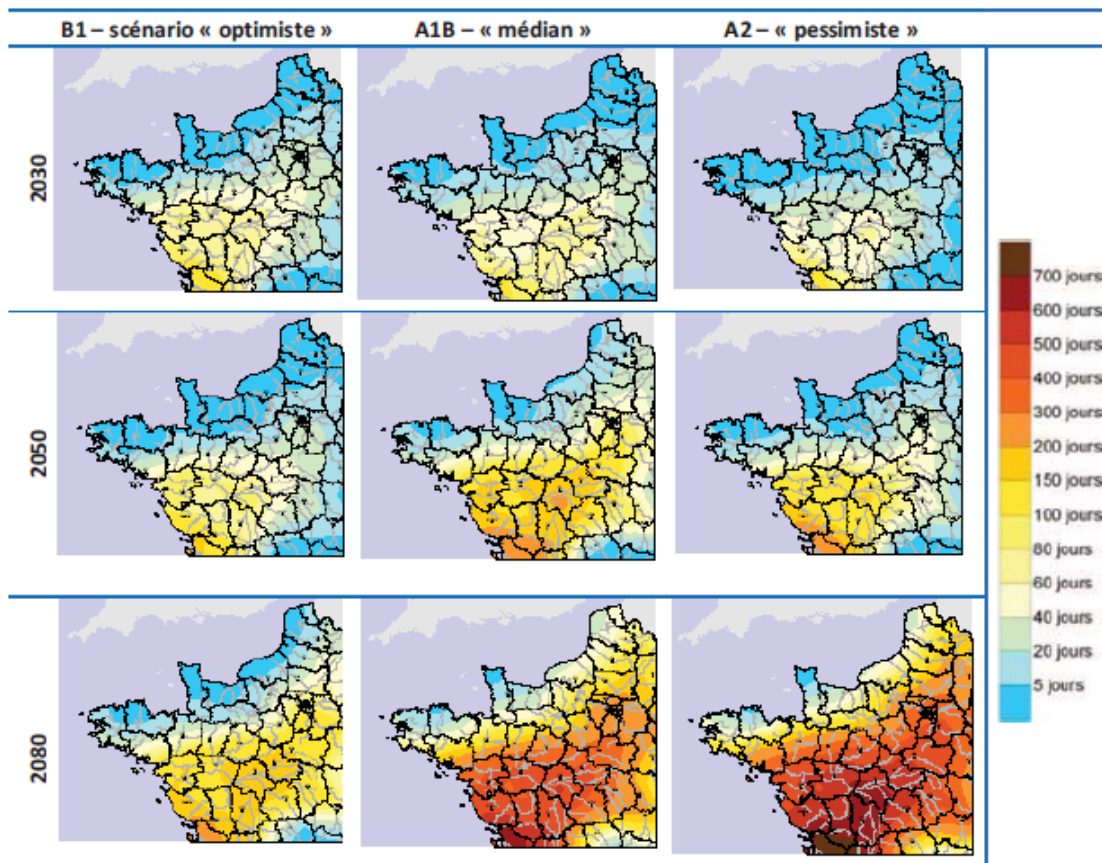 B1 – scénario « optimiste » A1B – « médian » A2 – « pessimiste »
2030
2050
2080
700 jours
600 jours
500 jours
400 jours
300 jours
200 jours
150 jours
100 jours
80 jours
60 jours
40 jours
20 jours
5 jours